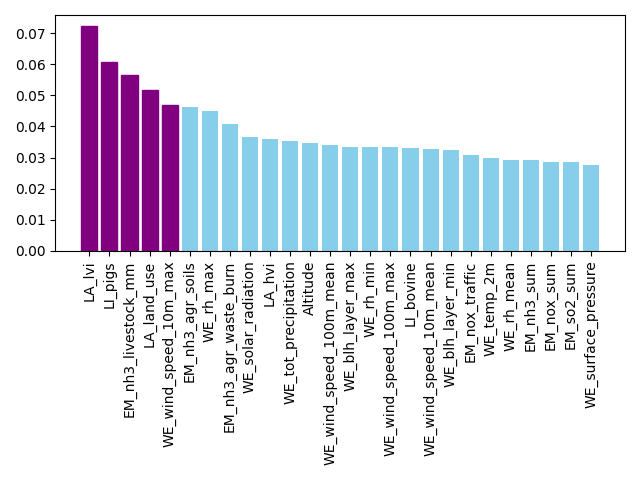 0.07
0.06
0.05
0.04
0.03
0.02
0.01
0.00
LA_lvi
LI_pigs
EM_nh3_livestock_mm
LA_land_use
WE_wind_speed_10m_max
EM_nh3_agr_soils
WE_rh_max
EM_nh3_agr_waste_burn
WE_solar_radiation
LA_hvi
WE_tot_precipitation
Altitude
WE_wind_speed_100m_mean
WE_blh_layer_max
WE_rh_min
WE_wind_speed_100m_max
LI_bovine
WE_wind_speed_10m_mean
WE_blh_layer_min
EM_nox_traffic
WE_temp_2m
WE_rh_mean
EM_nh3_sum
EM_nox_sum
EM_so2_sum
WE_surface_pressure